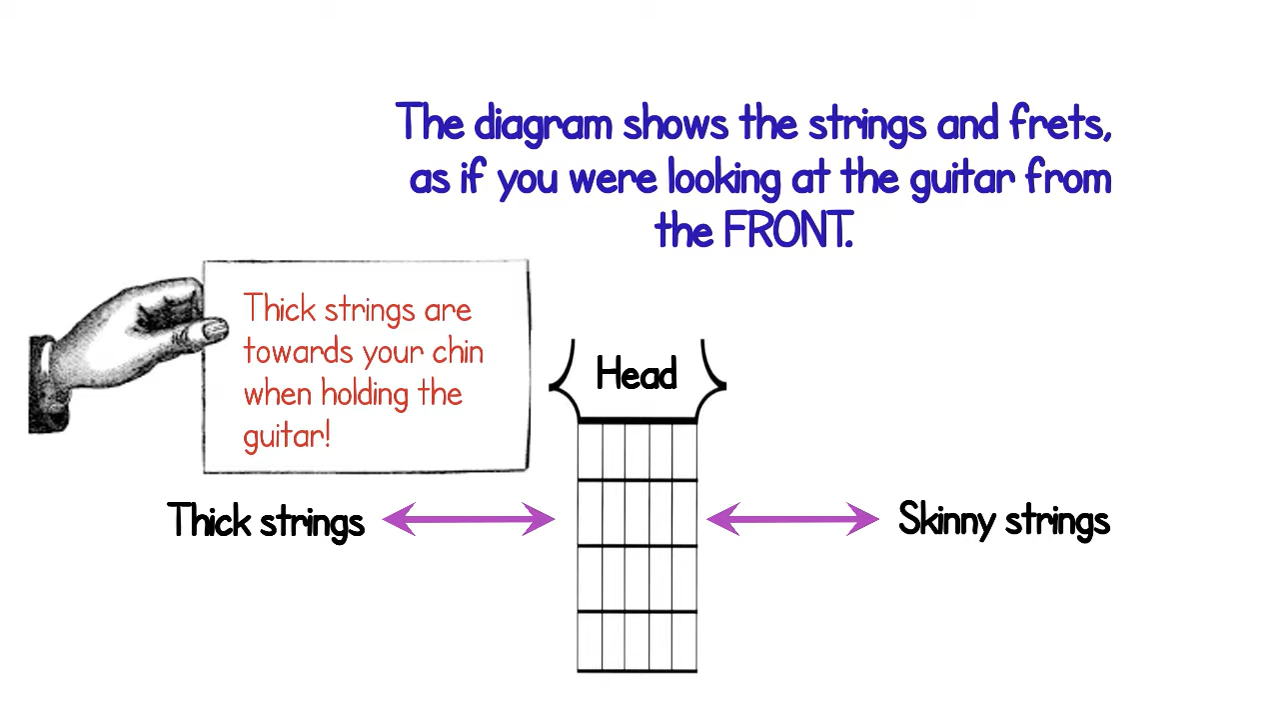 The diagram shows the strings and frets,
as if you were looking at the guitar from
the FRONT.
Thick strings are
towards your chin
when holding the
guitar!
Head
Thick strings
Skinny strings